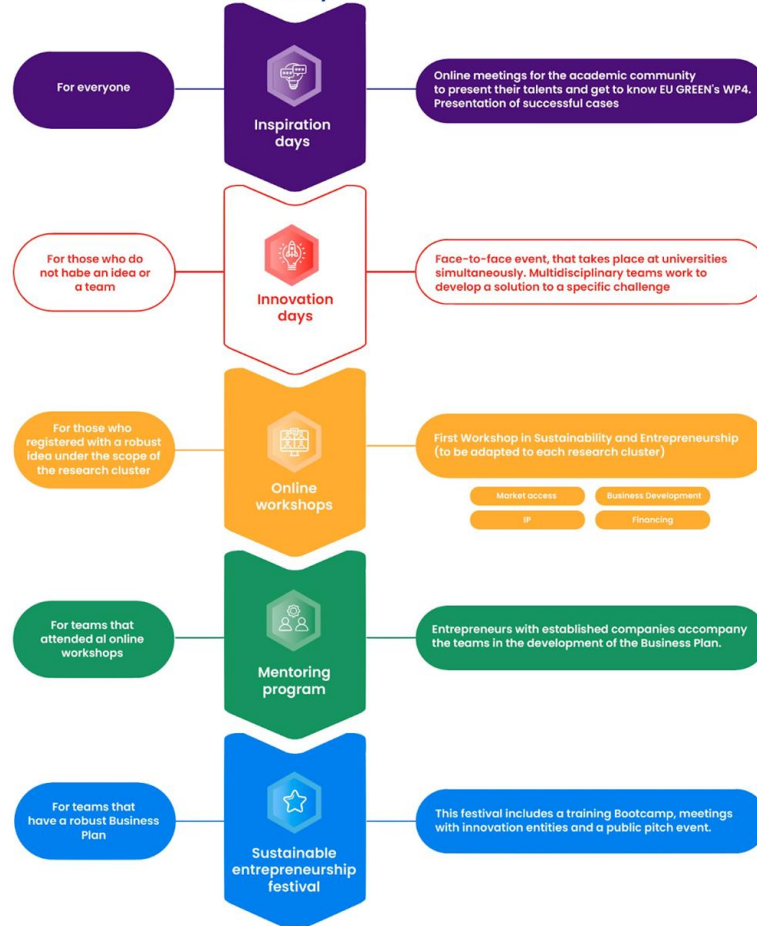 For everyone
Inspiration
days
Online meetings for the academic community
to present their talents and get to know EU GREEN's WP4.
Presentation of successful cases
For those who do
not habe an idea or
a team
Innovation
days
Face-to-face event, that takes place at universities
simultaneously. Multidisciplinary teams work to
develop a solution to a specific challenge
For those who
registered with a robust
idea under the scope of
the research cluster
Online
workshops
First Workshop in Sustainability and Entrepreneurship
(to be adapted to each research cluster)
Market access
Business Development
IP
Financing
For teams that
attended al online
workshops
Mentoring
program
Entrepreneurs with established companies accompany
the teams in the development of the Business Plan.
For teams that
have a robust Business
Plan
Sustainable
entrepreneurship
festival
This festival includes a training Bootcamp, meetings
with innovation entities and a public pitch event.